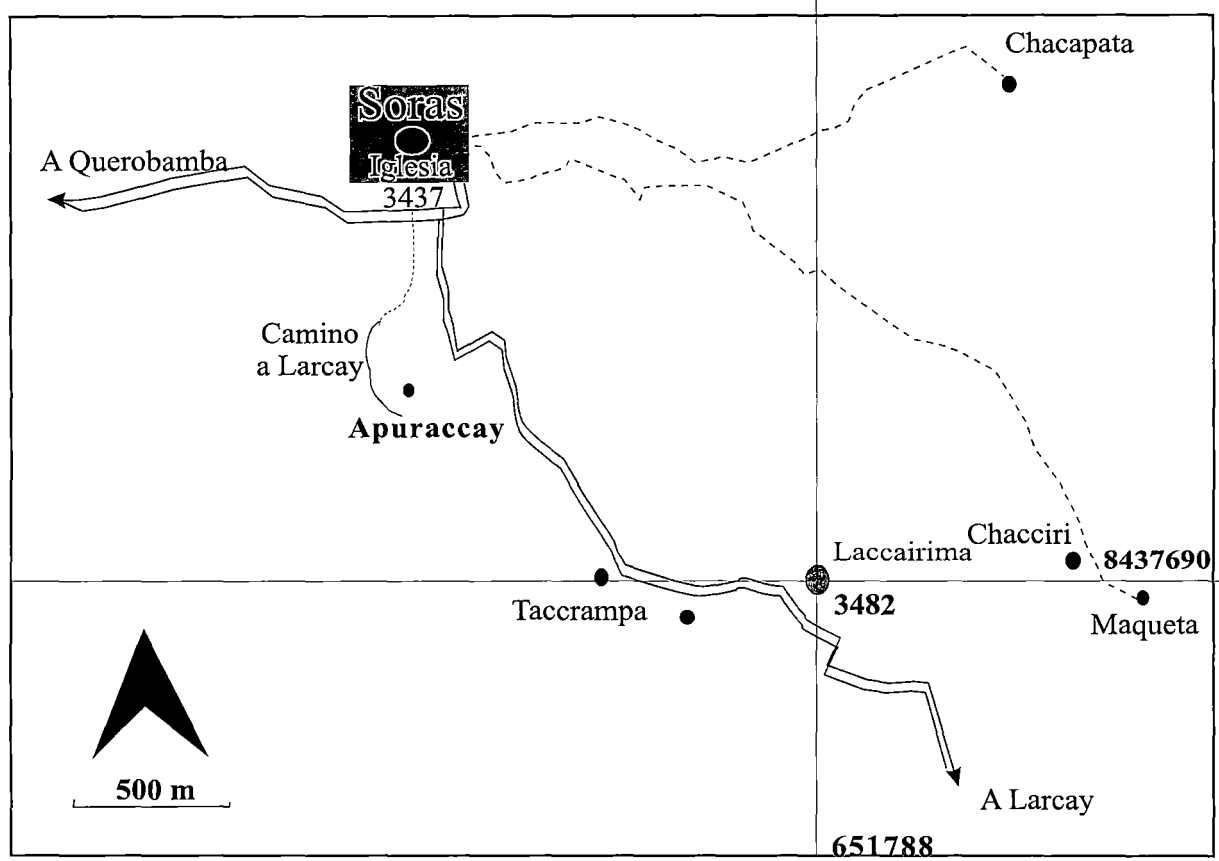 Chacapata
Soras
Iglesia
A Querobamba
3437
Camino
a Larcay
Apuraccay
Chacciri
Laccairima
8437690
Taccrampa
3482
Maqueta
500 m
A Larcay
651788